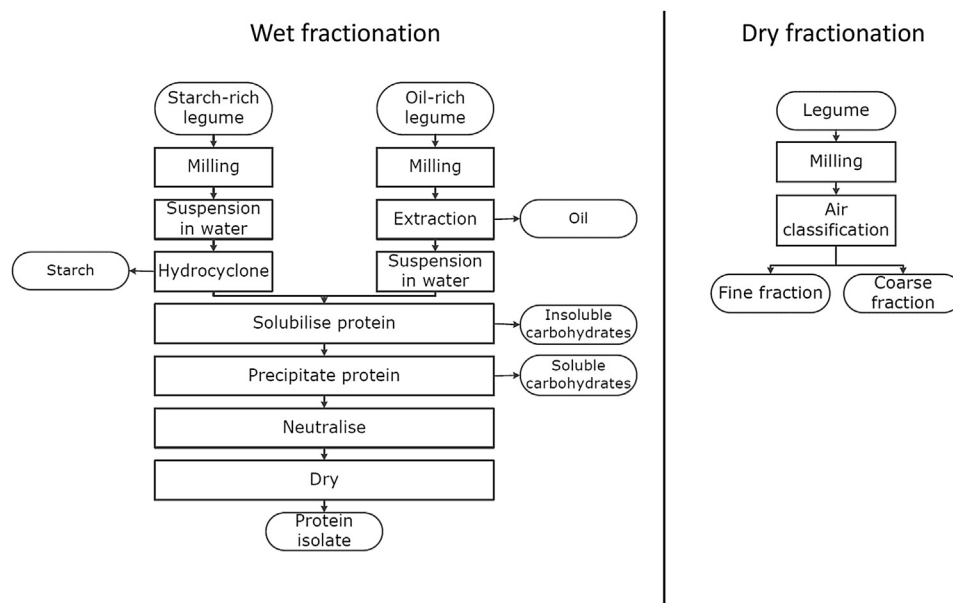 Wet fractionation
Starch-rich
legume
Oil-rich
legume
Milling
Milling
Suspension
in water
Extraction
Oil
Starch
Hydrocyclone
Suspension
in water
Solubilise protein
Insoluble
carbohydrates
Precipitate protein
Soluble
carbohydrates
Neutralise
Dry
Protein
isolate
Dry fractionation
Legume
Milling
Air
classification
Fine fraction
Coarse
fraction